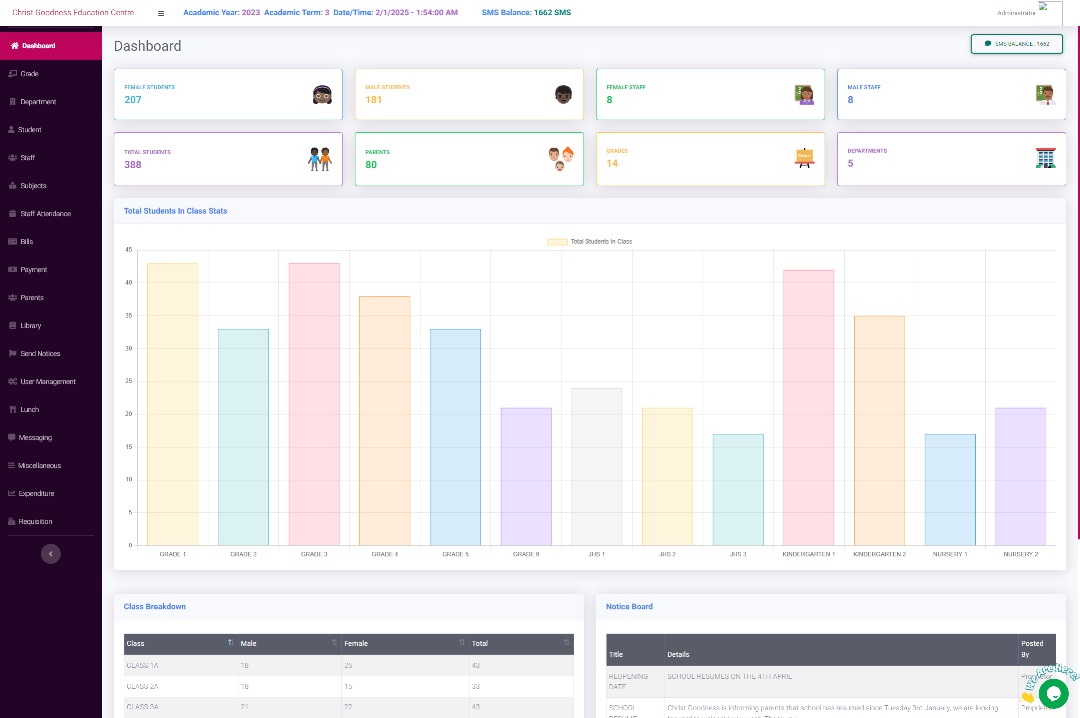 Christ Goodness Education Centre
Academic Year: 2023 Academic Term: 3 Date/Time: 2/1/2025 - 1:54:00 AM SMS Balance: 1662 SMS
Administrator
Dashboard
Grade
Department
Student
Staff
Subjects
Staff Attendance
Bills
Payment
Parents
Library
Send Notices
User Management
Lunch
Messaging
Miscellaneous
Expenditure
Requisition
Dashboard
SMS BALANCE : 1662
FEMALE STUDENTS
207
MALE STUDENTS
181
FEMALE STAFF
8
MALE STAFF
8
TOTAL STUDENTS
388
PARENTS
80
GRADES
14
DEPARTMENTS
5
Total Students In Class Stats
Total Students In Class
45
40
35
30
25
20
15
10
5
0
GRADE 1 GRADE 2 GRADE 3 GRADE 4 GRADE 5 GRADE 6 JHS 1 JHS 2 JHS 3 KINDERGARTEN 1 KINDERGARTEN 2 NURSERY 1 NURSERY 2
Class Breakdown
Class Male Female Total
CLASS 1A 18 25 43
CLASS 2A 18 15 33
CLASS 3A 21 22 43
Notice Board
Title Details Posted By
REOPENING DATE
SCHOOL RESUMES ON THE 4TH APRIL
SCHOOL
Christ Goodness is informing parents that school has resumed since Tuesday 3rd January, we are looking
We Are Here!